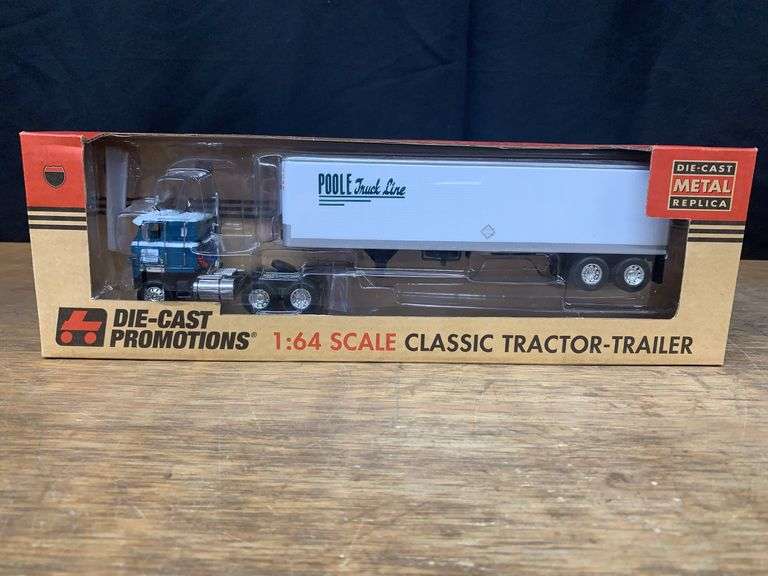 POOLE Truck Line
DIE-CAST
METAL
REPLICA
DIE-CAST
PROMOTIONS®
1:64 SCALE CLASSIC TRACTOR-TRAILER